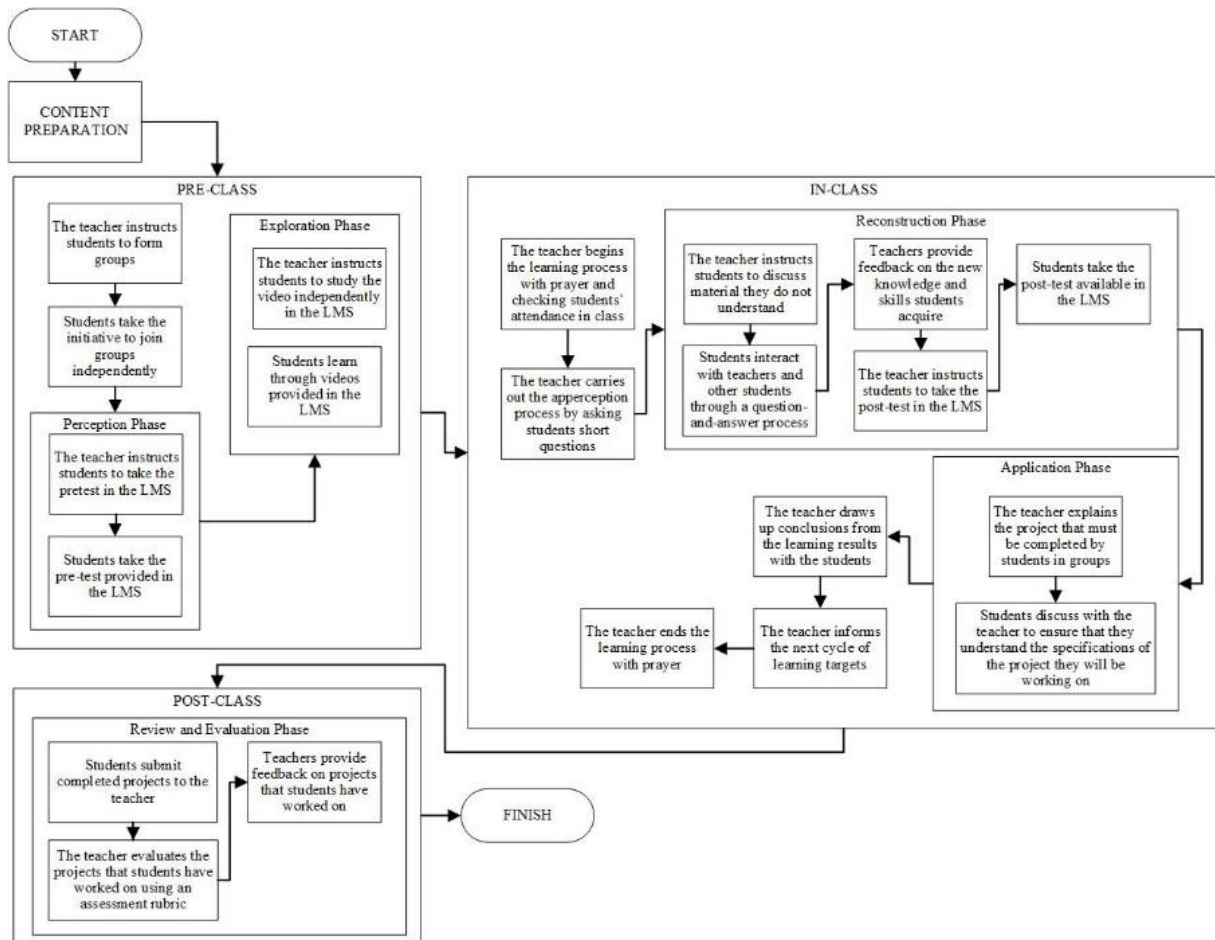 START
CONTENT
PREPARATION
PRE-CLASS
The teacher instructs
students to form
groups
Students take the
initiative to join
groups
independently
Perception Phase
The teacher instructs
students to take the
pretest in the LMS
Students take the
pre-test provided in
the LMS
Exploration Phase
The teacher instructs
students to study the
video independently
in the LMS
Students learn
through videos
provided in the
LMS
IN-CLASS
The teacher begins
the learning process
with prayer and
checking students'
attendance in class
The teacher carries
out the apperception
process by asking
students short
questions
Reconstruction Phase
The teacher instructs
students to discuss
material they do not
understand
Students interact
with teachers and
other students
through a question-
and-answer process
Teachers provide
feedback on the new
knowledge and
skills students
acquire
The teacher instructs
students to take the
post-test in the LMS
Students take the
post-test available in
the LMS
Application Phase
The teacher explains
the project that must
be completed by
students in groups
Students discuss with the
teacher to ensure that they
understand the specifications
of the project they will be
working on
The teacher draws
up conclusions from
the learning results
with the students
The teacher informs
the next cycle of
learning targets
The teacher ends the
learning process
with prayer
POST-CLASS
Review and Evaluation Phase
Students submit
completed projects to the
teacher
The teacher evaluates the
projects that students have
worked on using an
assessment rubric
Teachers provide
feedback on projects
that students have
worked on
FINISH